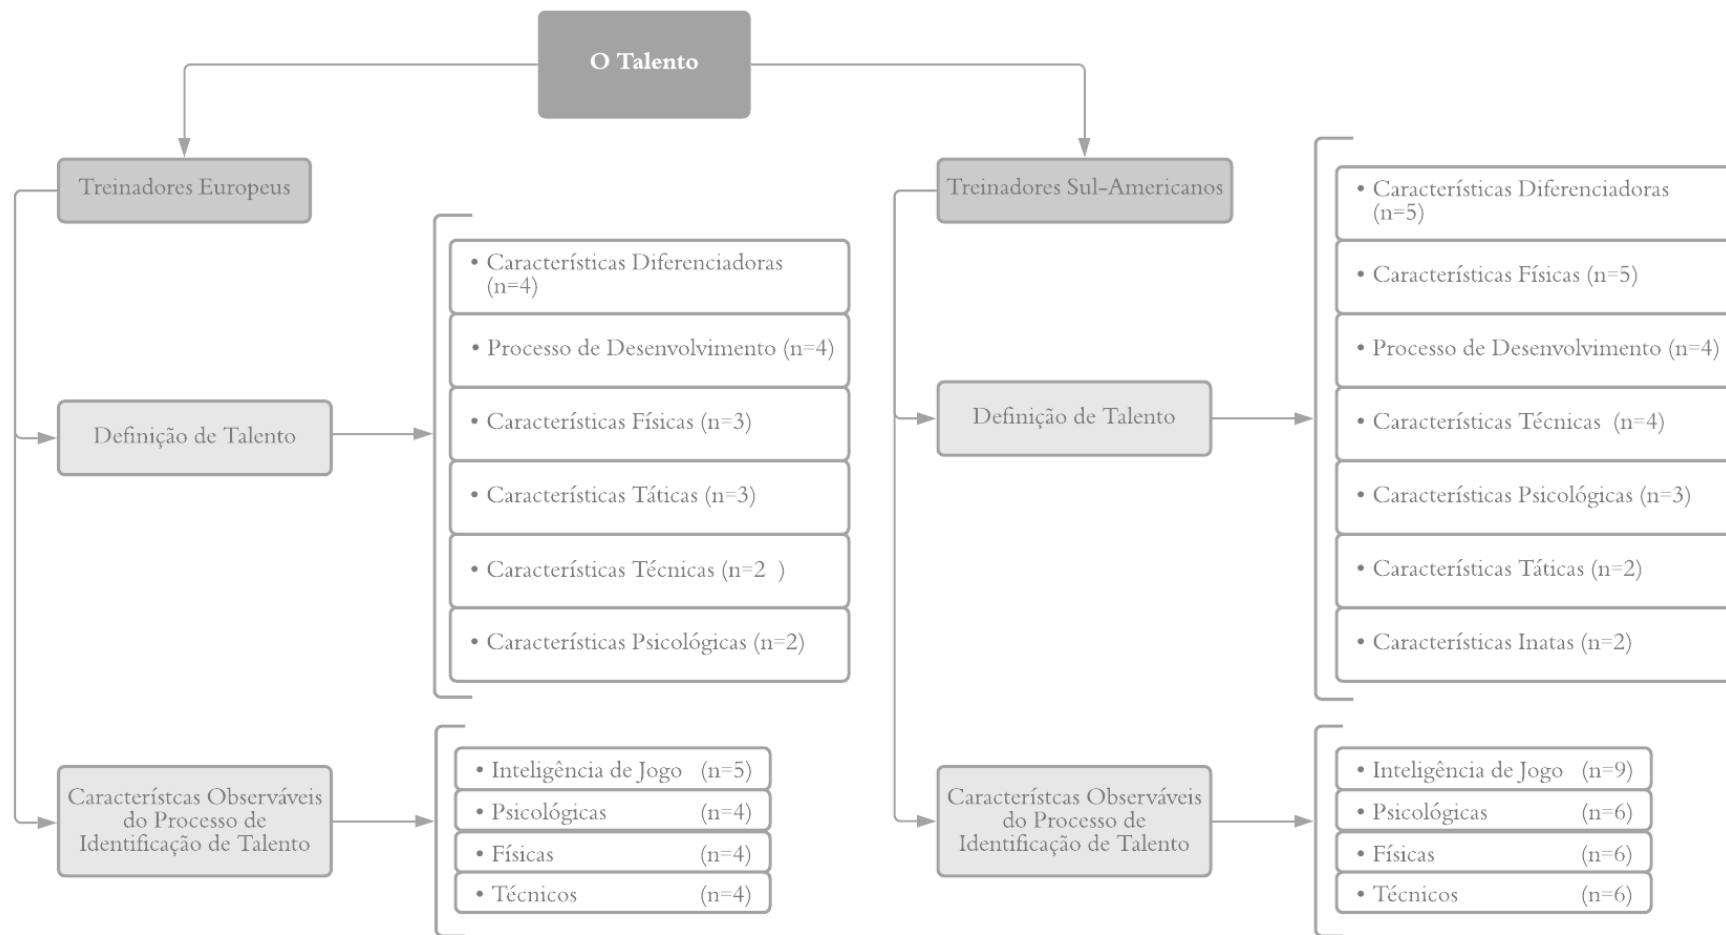 O Talento
Treinadores Europeus
Definição de Talento
• Características Diferenciadoras
(n=4)
• Processo de Desenvolvimento (n=4)
• Características Físicas (n=3)
• Características Táticas (n=3)
• Características Técnicas (n=2 )
• Características Psicológicas (n=2)
Característcas Observáveis
do Processo de
Identificação de Talento
• Inteligência de Jogo (n=5)
• Psicológicas (n=4)
• Físicas (n=4)
• Técnicos (n=4)
Treinadores Sul-Americanos
Definição de Talento
• Características Diferenciadoras
(n=5)
• Características Físicas (n=5)
• Processo de Desenvolvimento (n=4)
• Características Técnicas (n=4)
• Características Psicológicas (n=3)
• Características Táticas (n=2)
• Características Inatas (n=2)
Característcas Observáveis
do Processo de
Identificação de Talento
• Inteligência de Jogo (n=9)
• Psicológicas (n=6)
• Físicas (n=6)
• Técnicos (n=6)